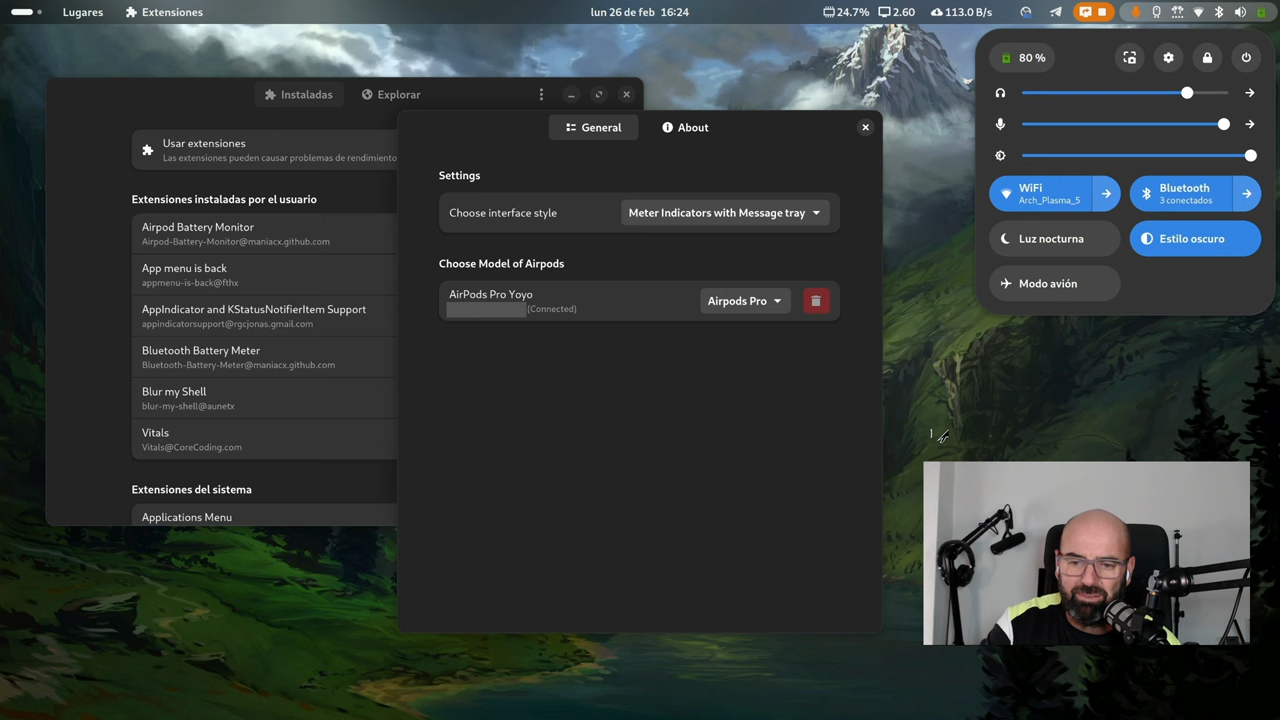 Lugares
Extensiones
lun 26 de feb 16:24
24.7%
2.60
113.0 B/s
80 %
WiFi
Arch_Plasma_5
Bluetooth
3 conectados
Luz nocturna
Estilo oscuro
Modo avión
Instaladas
Explorar
Usar extensiones
Las extensiones pueden causar problemas de rendimiento
Extensiones instaladas por el usuario
Airpod Battery Monitor
Airpod-Battery-Monitor@maniacx.github.com
App menu is back
appmenu-is-back@fthx
AppIndicator and KStatusNotifierItem Support
appindicatorsupport@rgcjonas.gmail.com
Bluetooth Battery Meter
Bluetooth-Battery-Meter@maniacx.github.com
Blur my Shell
blur-my-shell@aunetx
Vitals
Vitals@CoreCoding.com
Extensiones del sistema
Applications Menu
General
About
Settings
Choose interface style
Meter Indicators with Message tray
Choose Model of Airpods
AirPods Pro Yoyo
(Connected)
Airpods Pro